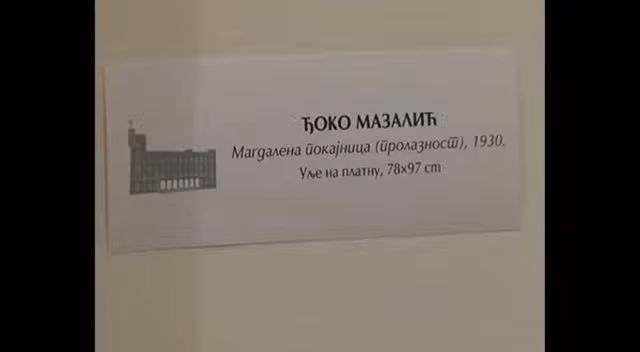 ЂОКО МАЗАЛИЋ
Магдалена покајница (пролазност), 1930.
Уље на платну, 78x97 cm